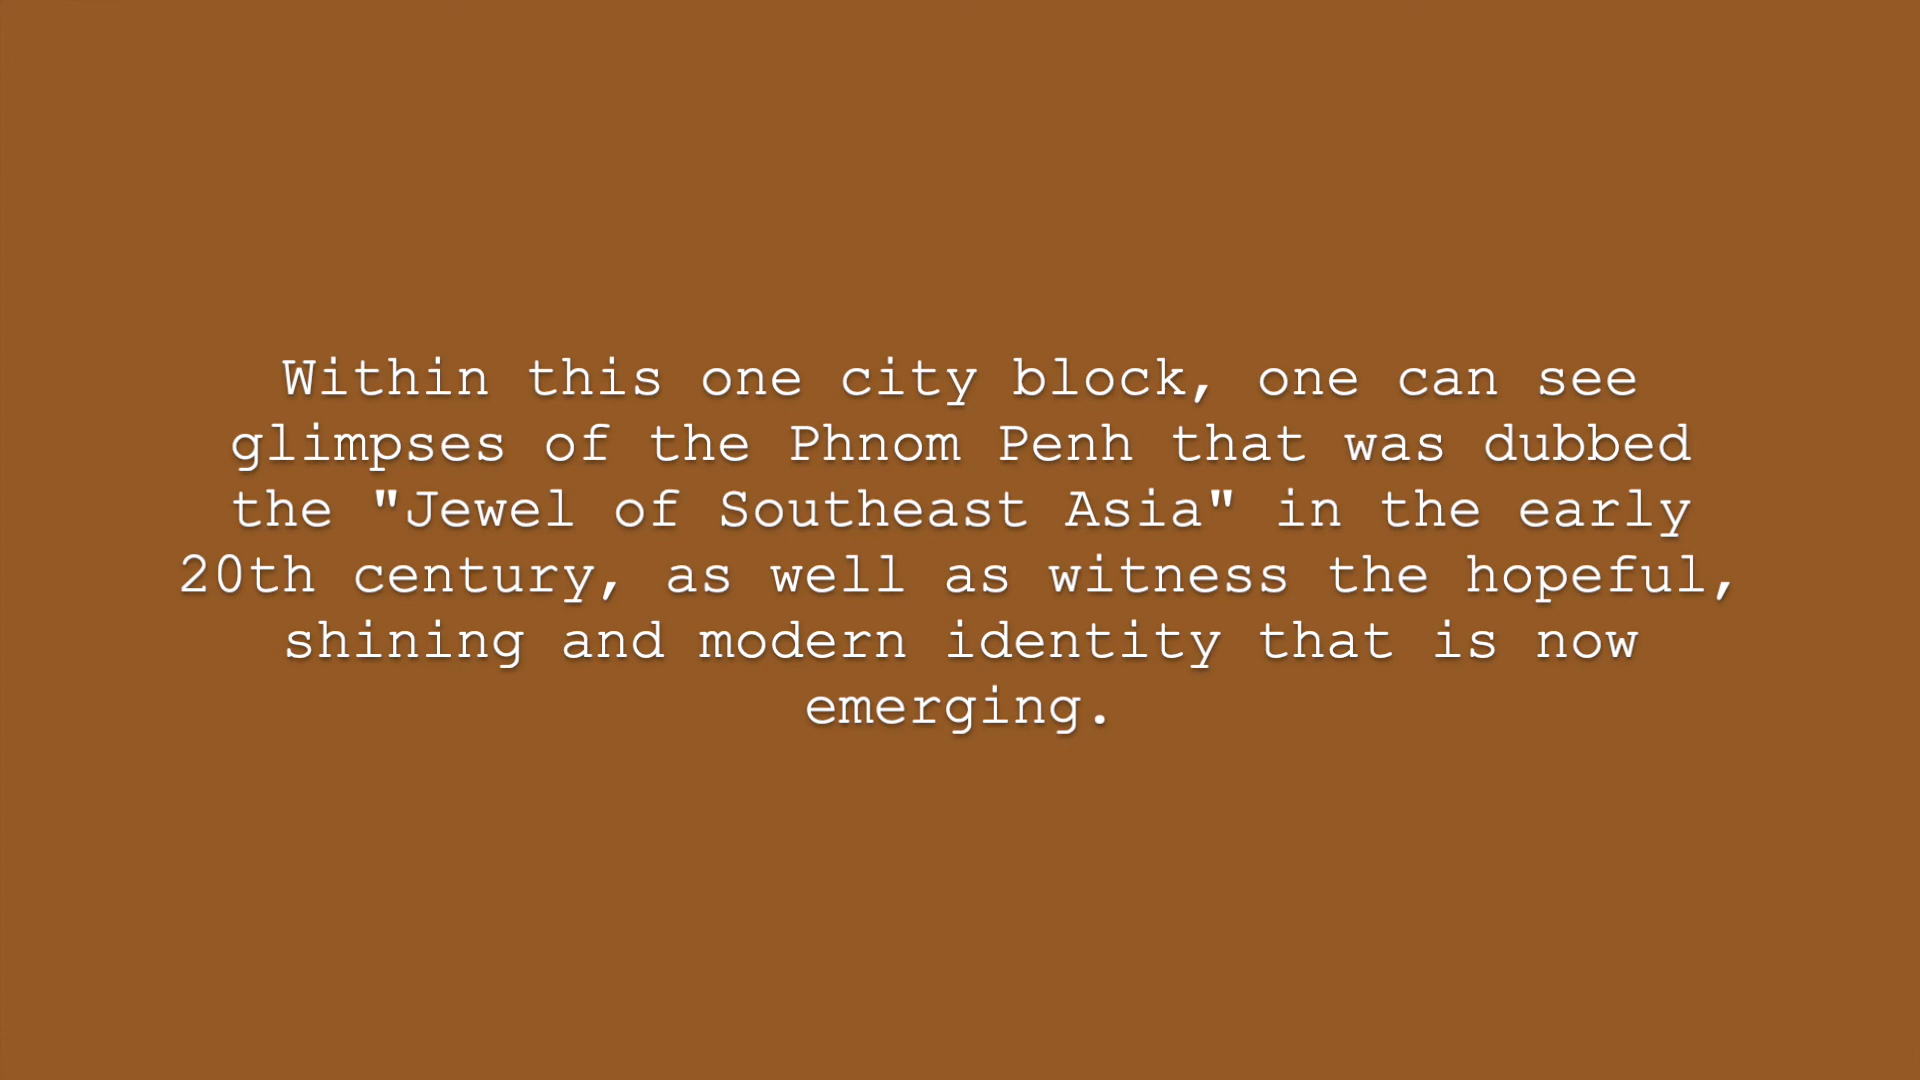 Within this one city block, one can see
glimpses of the Phnom Penh that was dubbed
the "Jewel of Southeast Asia" in the early
20th century, as well as witness the hopeful,
shining and modern identity that is now
emerging.